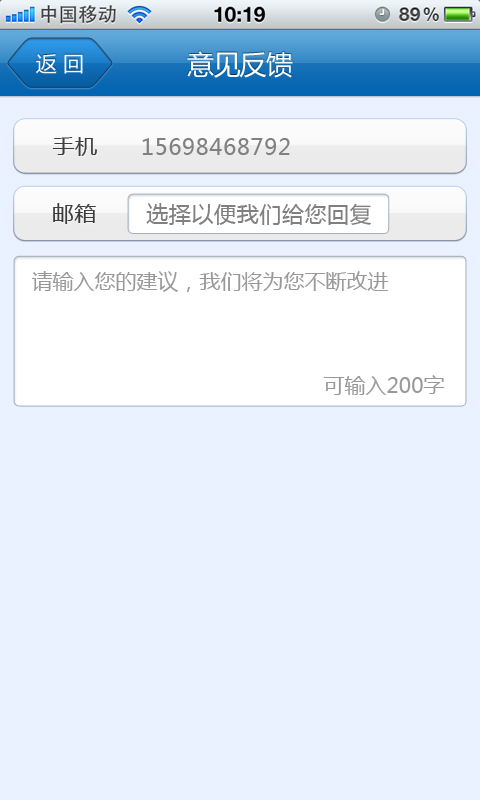 中国移动 10:19 89%
返回 意见反馈
手机 15698468792
邮箱 选择以便我们给您回复
请输入您的建议，我们将为您不断改进
可输入200字